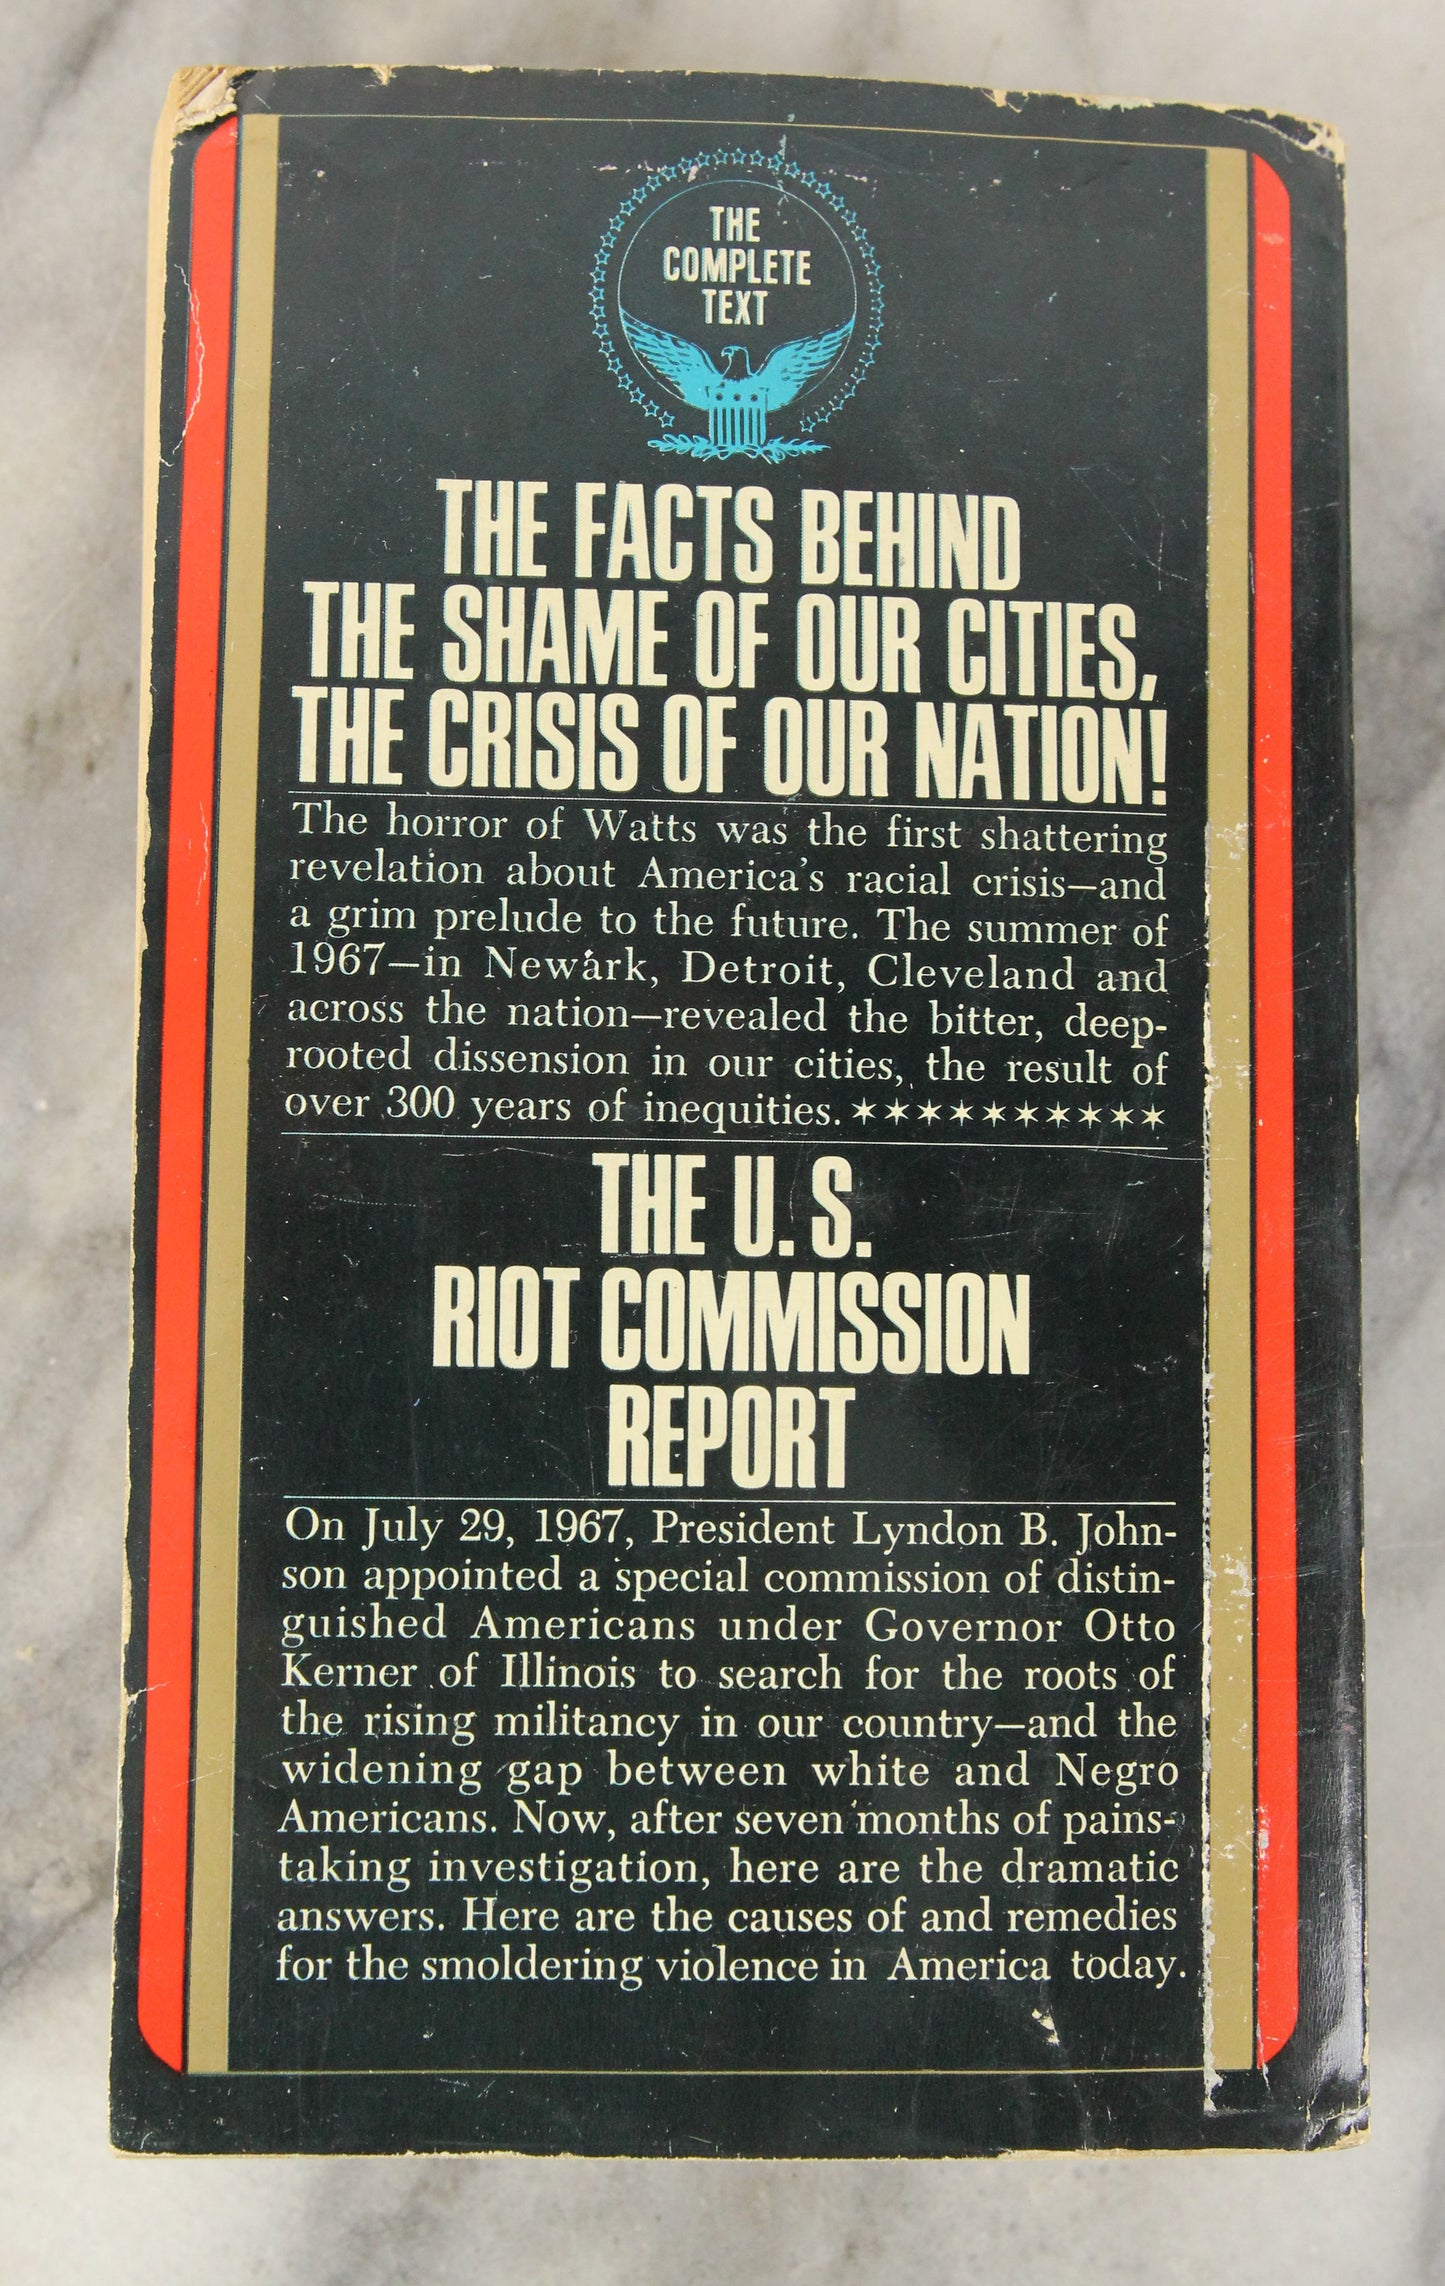 THE
COMPLETE
TEXT
THE FACTS BEHIND
THE SHAME OF OUR CITIES,
THE CRISIS OF OUR NATION!
The horror of Watts was the first shattering
revelation about America's racial crisis—and
a grim prelude to the future. The summer of
1967—in Newark, Detroit, Cleveland and
across the nation—revealed the bitter, deep-
rooted dissension in our cities, the result of
over 300 years of inequities. ★★★★★★★★★★
THE U. S.
RIOT COMMISSION
REPORT
On July 29, 1967, President Lyndon B. John-
son appointed a special commission of distin-
guished Americans under Governor Otto
Kerner of Illinois to search for the roots of
the rising militancy in our country—and the
widening gap between white and Negro
Americans. Now, after seven months of pains-
taking investigation, here are the dramatic
answers. Here are the causes of and remedies
for the smoldering violence in America today.